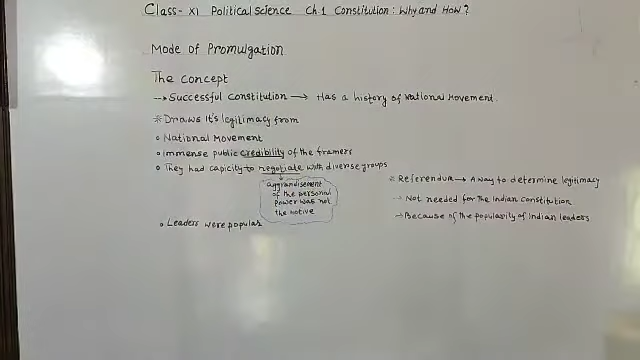 Class- XI Political science Ch.1 Constitution: Why and How?
Mode of Promulgation
The concept
→ Successful constitution → Has a history of National Movement.
* Draws it's legitimacy from
• National Movement
• immense public credibility of the framers
• They had capicity to negotiate with diverse groups
aggrandisement
of the personal
power was not
the motive
• Leaders were popular
* Referendum → A way to determine legitimacy
→ Not needed for the Indian constitution
→ Because of the popularity of Indian leaders